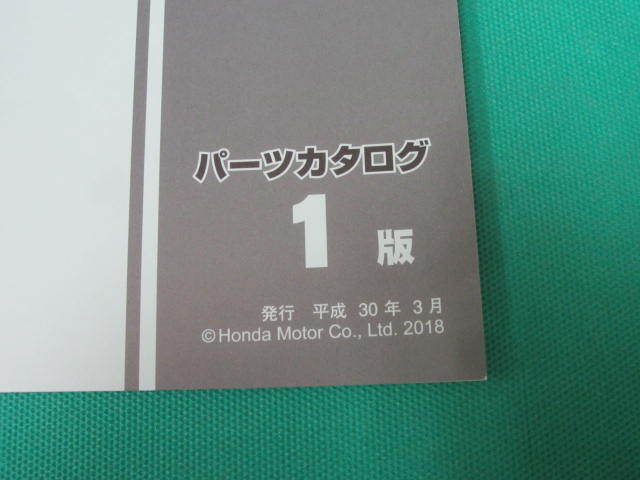 パーツカタログ
1 版
発行 平成 30 年 3 月
©Honda Motor Co., Ltd. 2018